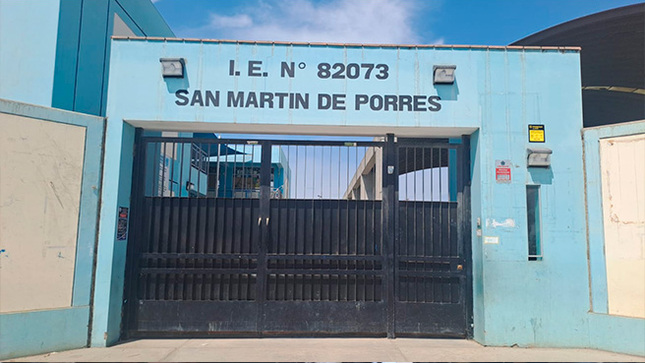 I. E. N° 82073
SAN MARTIN DE PORRES